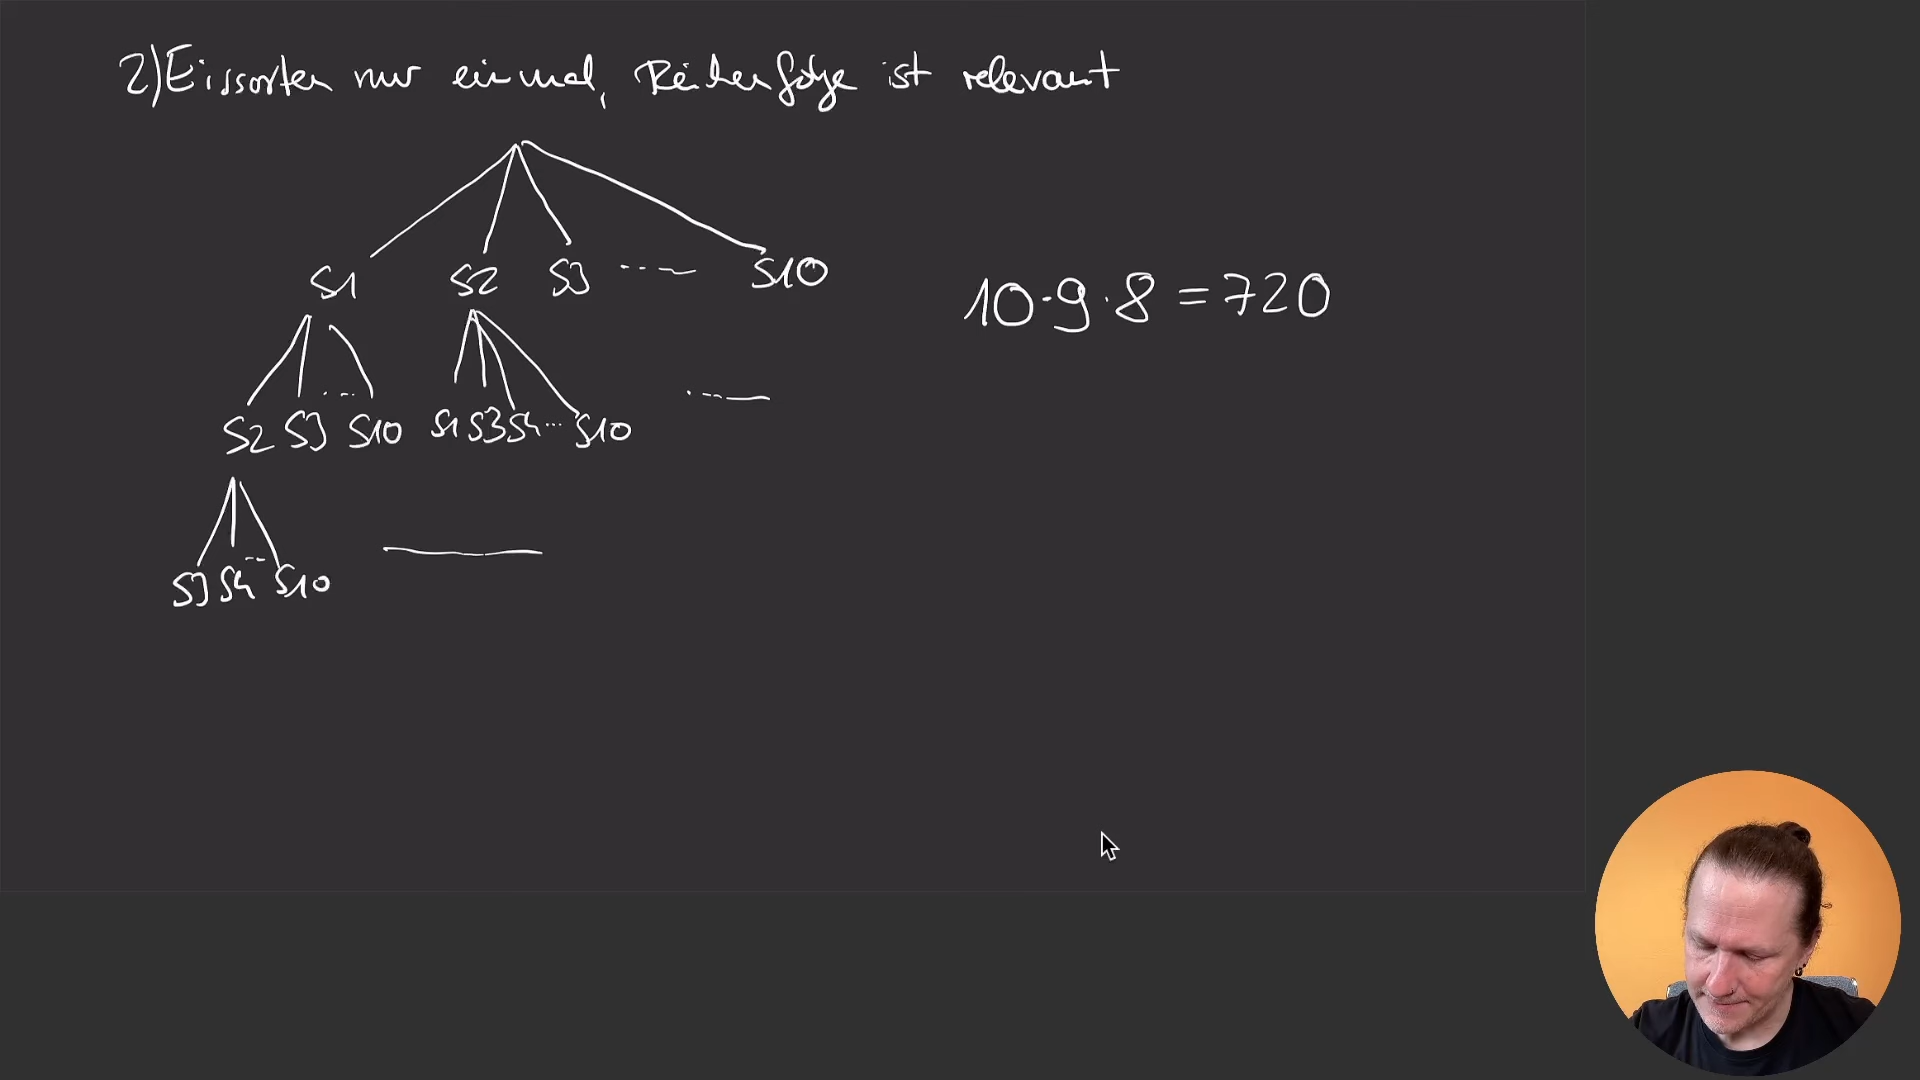 2) Eissorten nur einmal, Reihenfolge ist relevant
S1 S2 S3 ... S10
10 · 9 · 8 = 720
S2 S3 ... S10 S1 S3 S4 ... S10 ...
S3 S4 ... S10